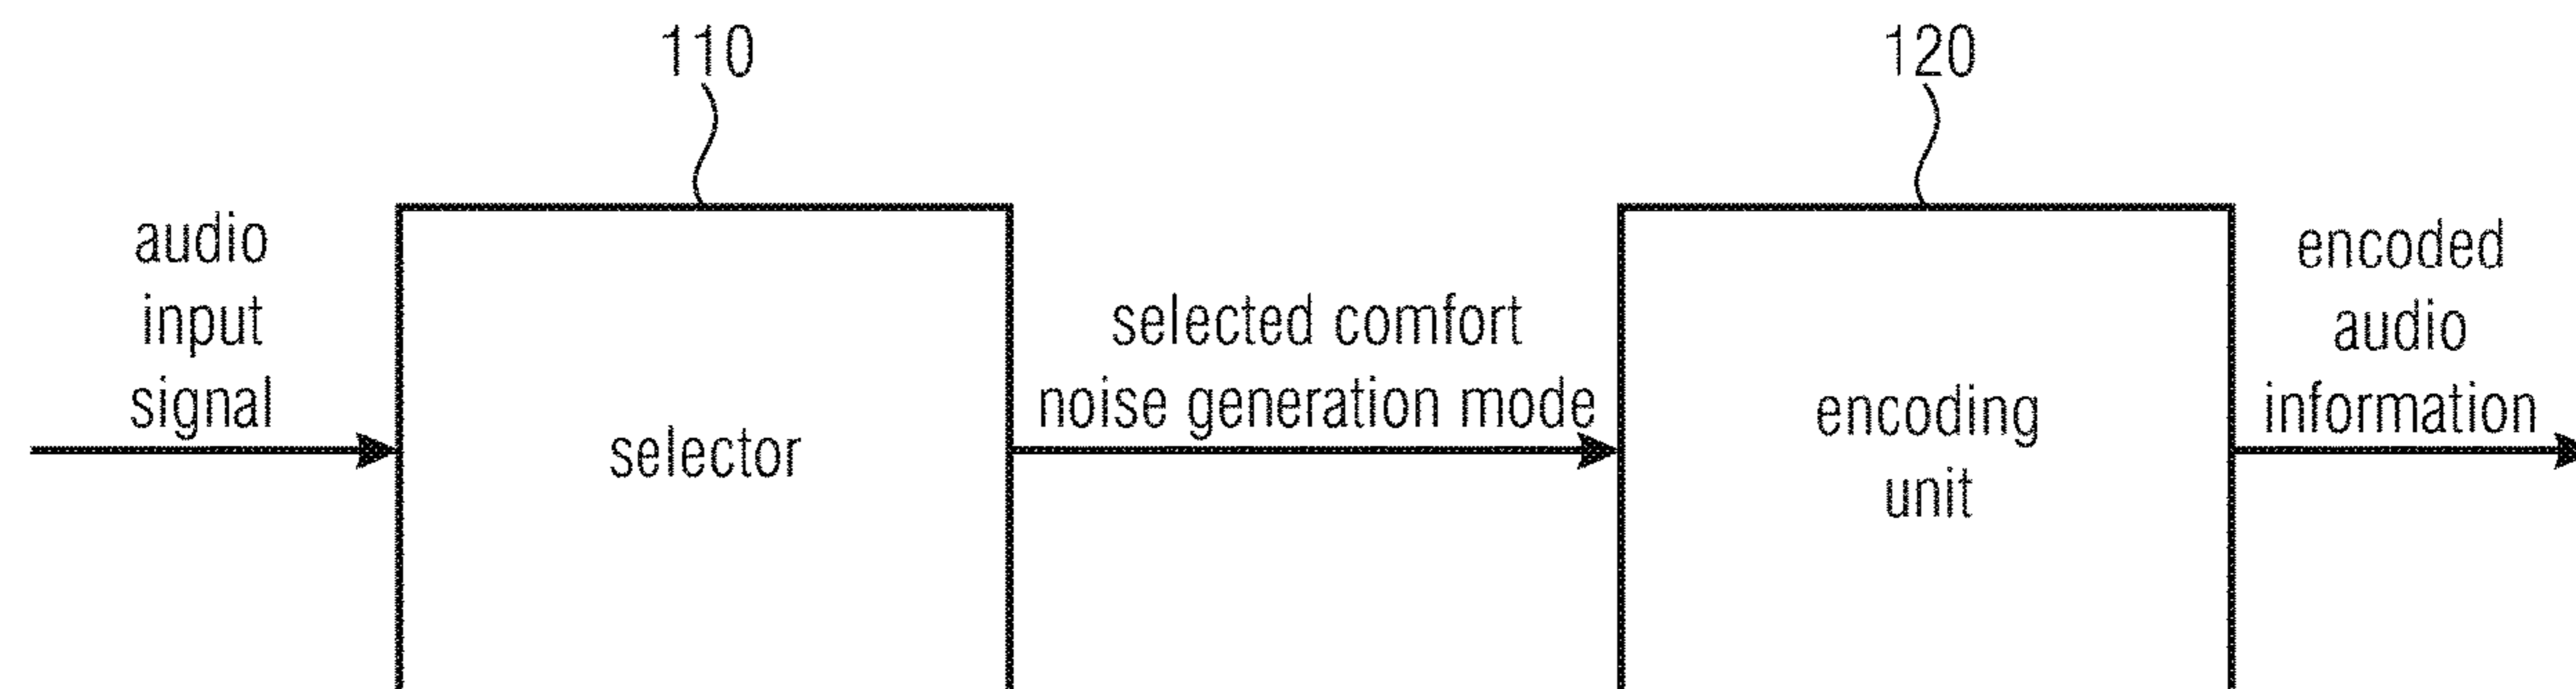 110
120
audio
input
signal
selector
selected comfort
noise generation mode
encoding
unit
encoded
audio
information